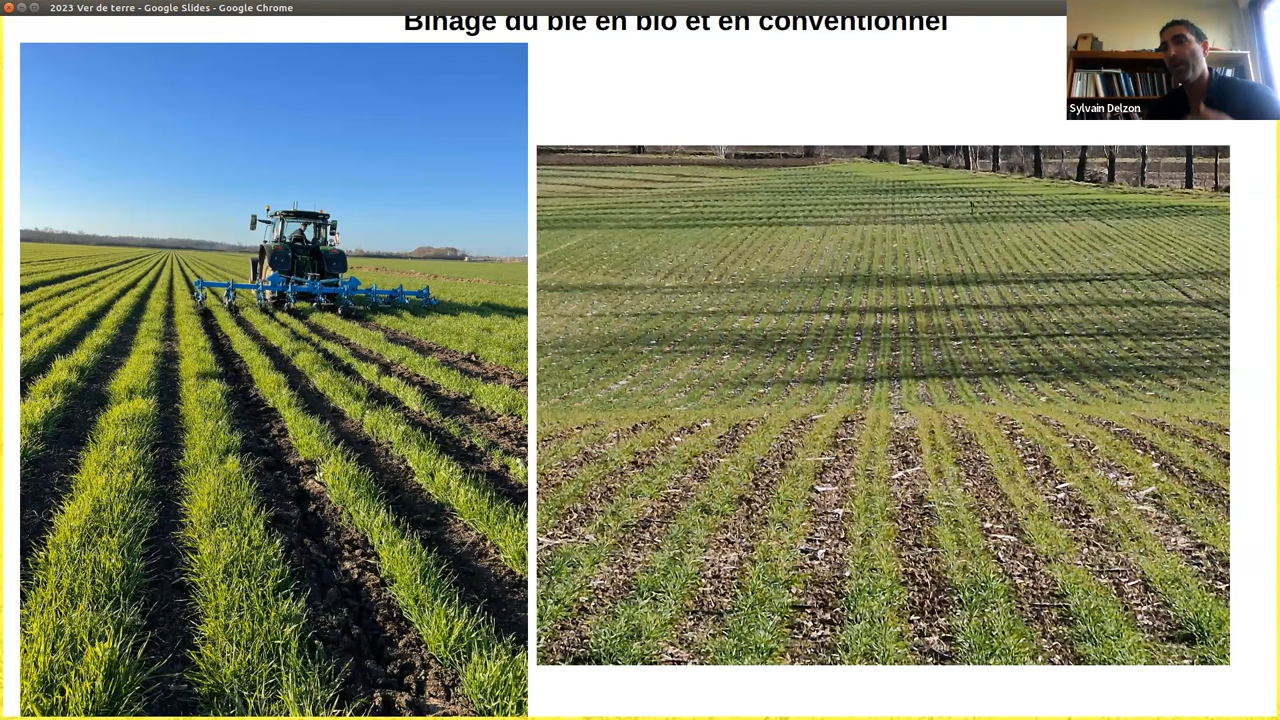 2023 Ver de terre - Google Slides - Google Chrome
Binage du blé en bio et en conventionnel
Sylvain Delzon